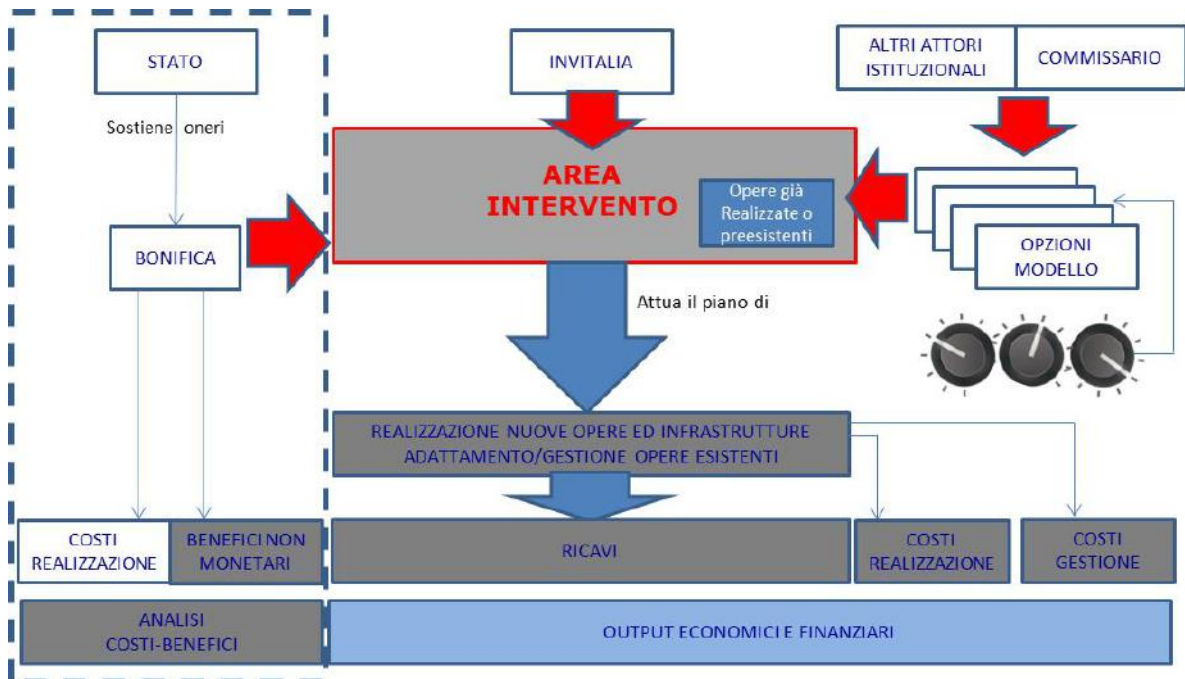 STATO
INVITALIA
ALTRI ATTORI
ISTITUZIONALI
COMMISSARIO
Sostiene oneri
AREA
INTERVENTO
Opere già
Realizzate o
preesistenti
BONIFICA
OPZIONI
MODELLO
Attua il piano di
REALIZZAZIONE NUOVE OPERE ED INFRASTRUTTURE
ADATTAMENTO/GESTIONE OPERE ESISTENTI
COSTI
REALIZZAZIONE
BENEFICI NON
MONETARI
RICAVI
COSTI
REALIZZAZIONE
COSTI
GESTIONE
ANALISI
COSTI-BENEFICI
OUTPUT ECONOMICI E FINANZIARI